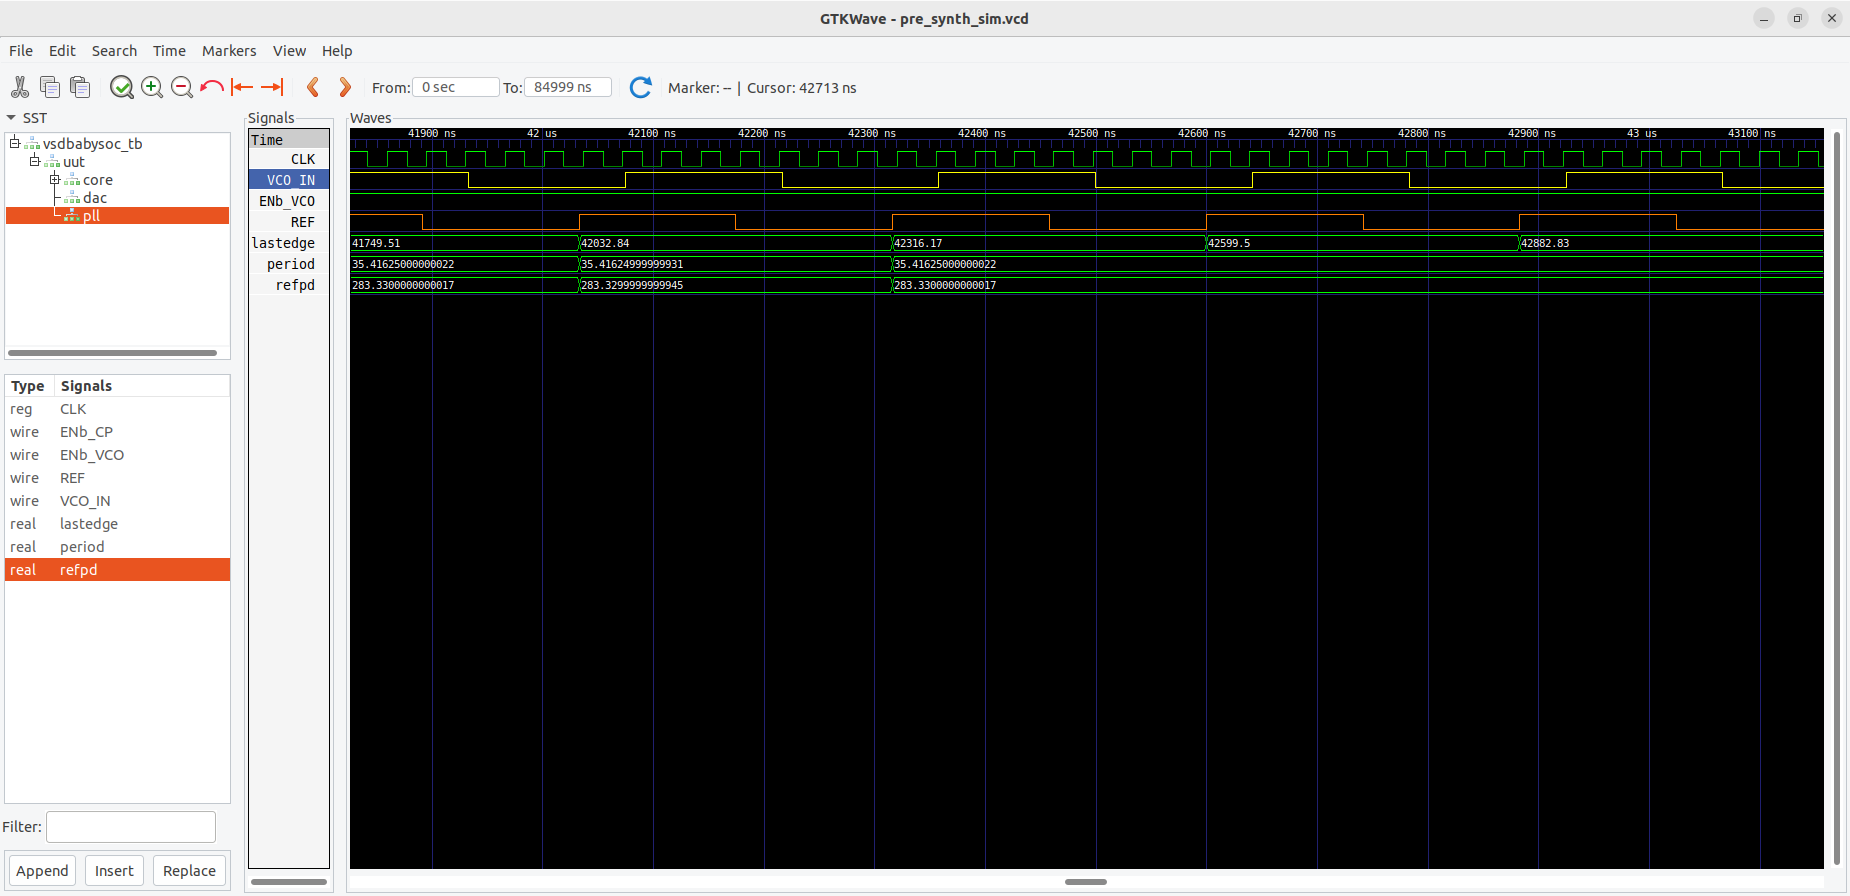 GTKWave - pre_synth_sim.vcd
File Edit Search Time Markers View Help
From: 0 sec To: 84999 ns Marker: -- | Cursor: 42713 ns
SST
vsdbabysoc_tb
uut
core
dac
pll
Type Signals
reg CLK
wire ENb_CP
wire ENb_VCO
wire REF
wire VCO_IN
real lastedge
real period
real refpd
Filter:
Append Insert Replace
Signals
Time
CLK
VCO_IN
ENb_VCO
REF
lastedge
period
refpd
Waves
41900 ns 42 us 42100 ns 42200 ns 42300 ns 42400 ns 42500 ns 42600 ns 42700 ns 42800 ns 42900 ns 43 us 43100 ns
41749.51 42032.84 42316.17 42599.5 42882.83
35.41625000000022 35.41624999999931 35.41625000000022
283.3300000000017 283.3299999999945 283.3300000000017